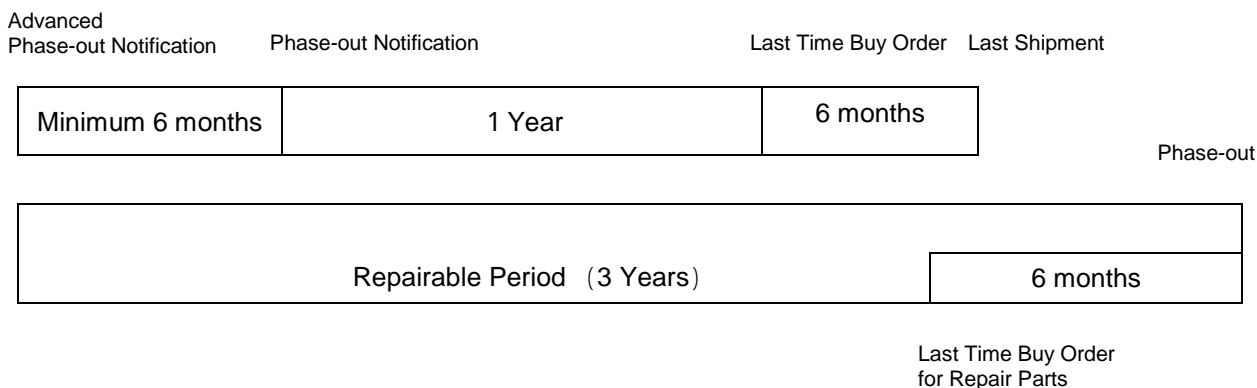 Advanced
Phase-out Notification
Phase-out Notification
Last Time Buy Order
Last Shipment
Minimum 6 months
1 Year
6 months
Phase-out
Repairable Period （3 Years）
6 months
Last Time Buy Order
for Repair Parts